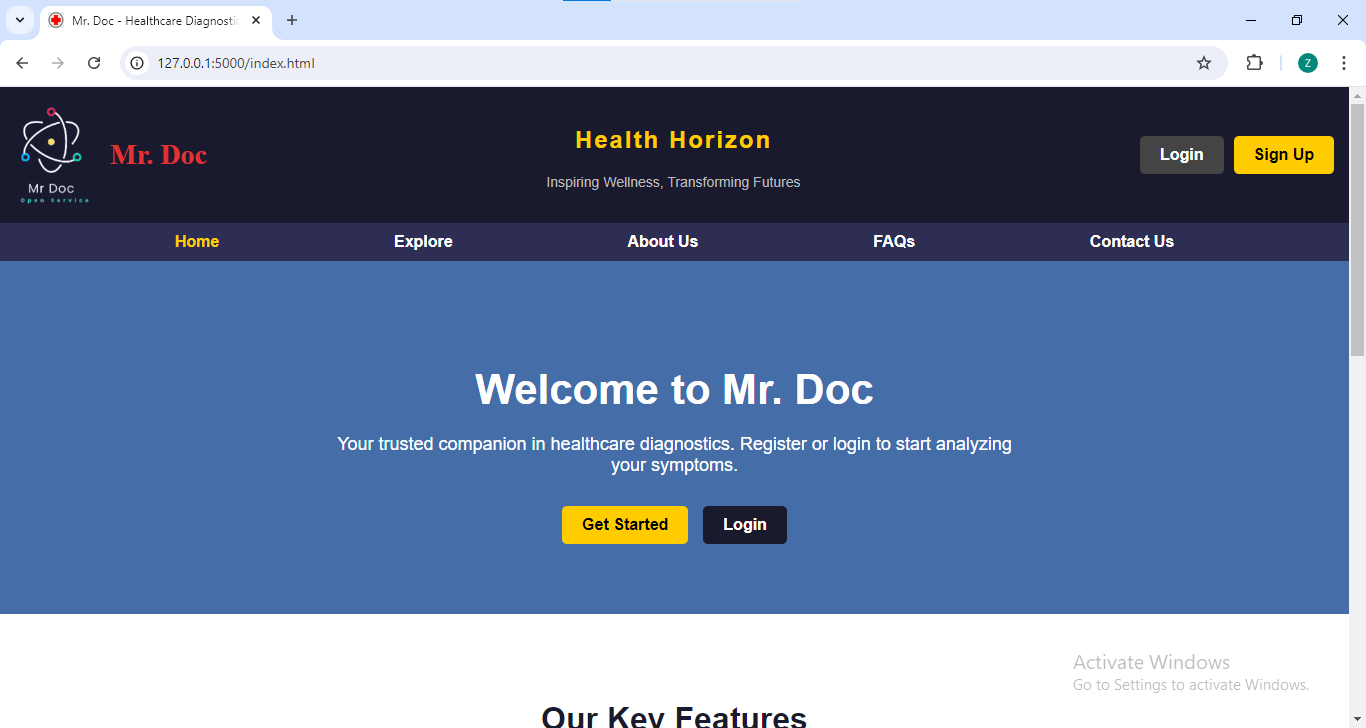 Mr. Doc - Healthcare Diagnostic
127.0.0.1:5000/index.html
Z
Mr Doc
Open Service
Mr. Doc
Health Horizon
Inspiring Wellness, Transforming Futures
Login
Sign Up
Home
Explore
About Us
FAQs
Contact Us
Welcome to Mr. Doc
Your trusted companion in healthcare diagnostics. Register or login to start analyzing
your symptoms.
Get Started
Login
Activate Windows
Go to Settings to activate Windows.
Our Key Features